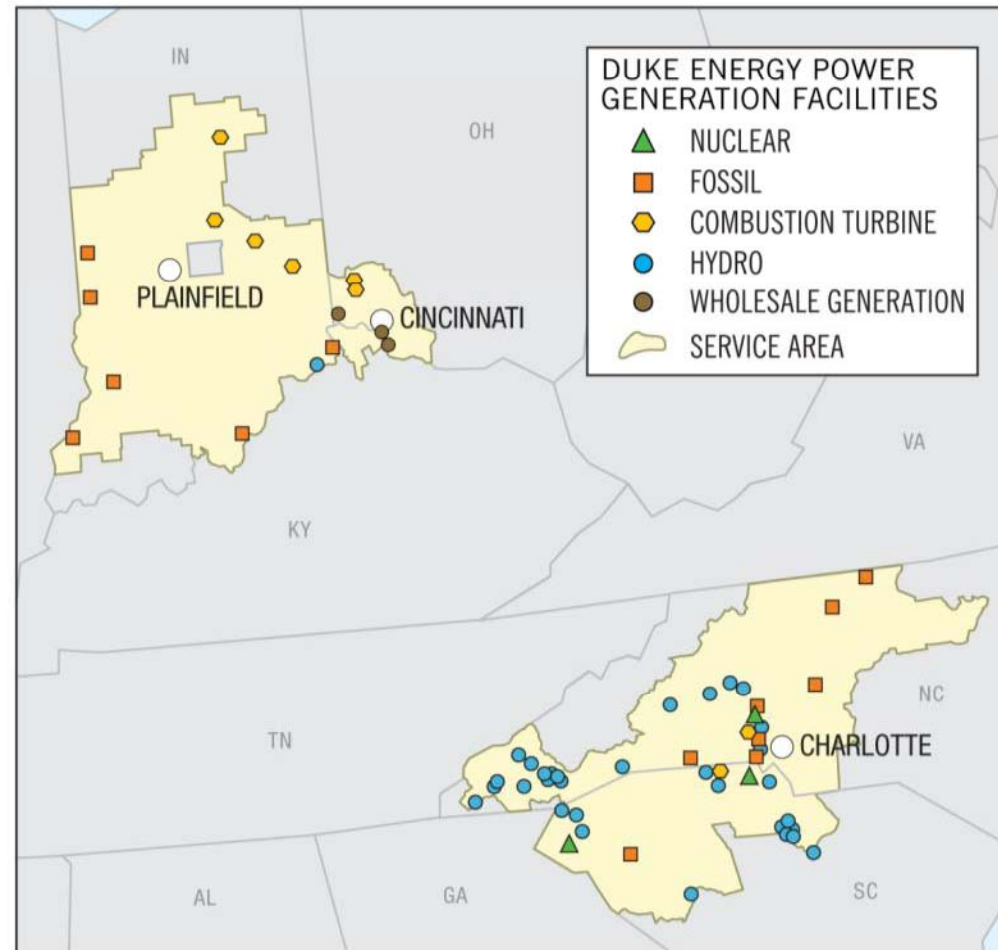 IN
OH
DUKE ENERGY POWER
GENERATION FACILITIES
NUCLEAR
FOSSIL
COMBUSTION TURBINE
HYDRO
WHOLESALE GENERATION
SERVICE AREA
PLAINFIELD
CINCINNATI
VA
KY
NC
TN
CHARLOTTE
AL
GA
SC